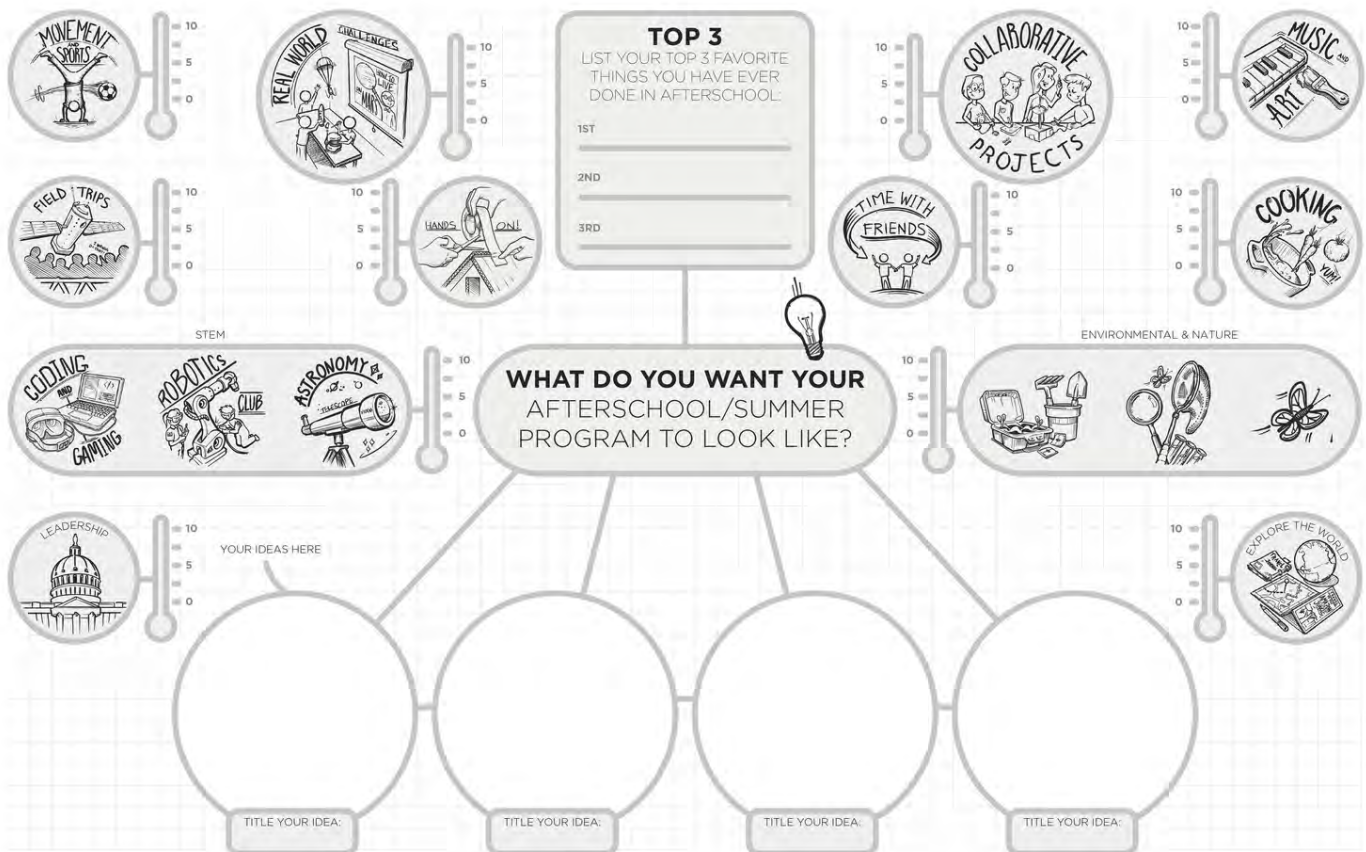 MOVEMENT
AND
SPORTS
10
5
0
REAL WORLD
CHALLENGES
10
5
0
TOP 3
LIST YOUR TOP 3 FAVORITE
THINGS YOU HAVE EVER
DONE IN AFTERSCHOOL:
1ST
2ND
3RD
10
5
0
COLLABORATIVE
PROJECTS
10
5
0
MUSIC AND
ART
FIELD TRIPS
10
5
0
10
5
0
HANDS ON!
TIME WITH
FRIENDS
10
5
0
10
5
0
COOKING
YUM!
STEM
CODING
AND
GAMING
ROBOTICS
CLUB
ASTRONOMY
TELESCOPE
10
5
0
WHAT DO YOU WANT YOUR
AFTERSCHOOL/SUMMER
PROGRAM TO LOOK LIKE?
10
5
0
ENVIRONMENTAL & NATURE
LEADERSHIP
10
5
0
YOUR IDEAS HERE
10
5
0
EXPLORE THE WORLD
TITLE YOUR IDEA:
TITLE YOUR IDEA:
TITLE YOUR IDEA:
TITLE YOUR IDEA: